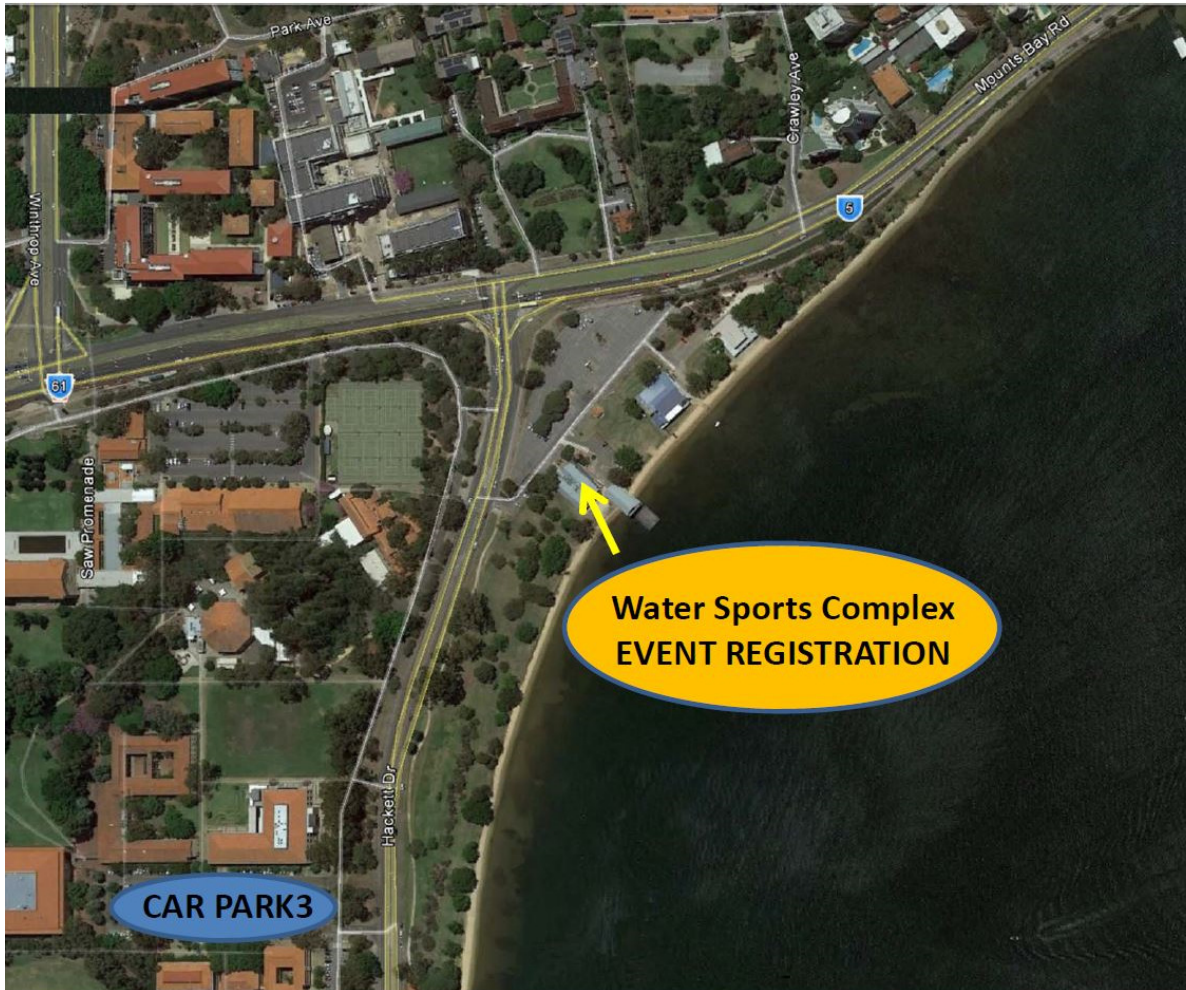 Park Ave
Mounts Bay Rd
Crawley Ave
Winthrop Ave
5
61
Saw Promenade
Water Sports Complex
EVENT REGISTRATION
Hackett Dr
CAR PARK3